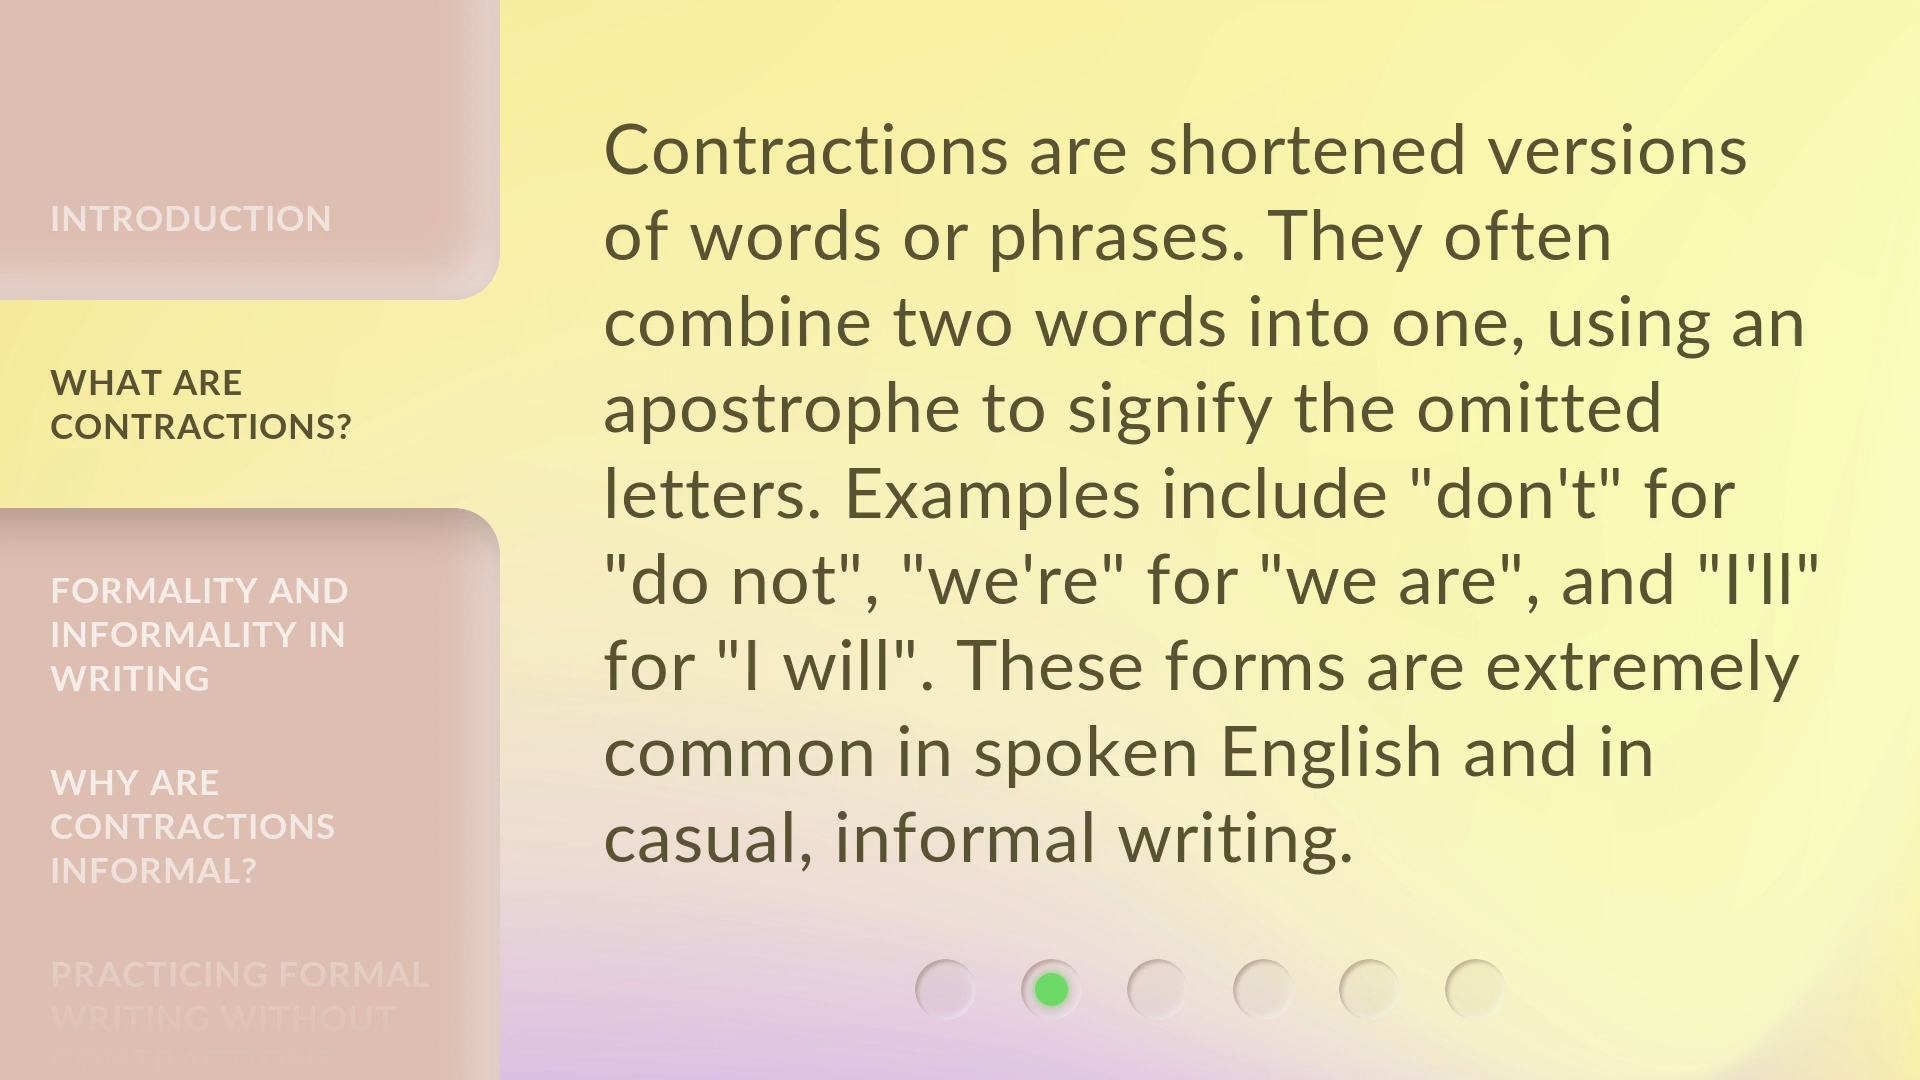 INTRODUCTION
WHAT ARE
CONTRACTIONS?
FORMALITY AND
INFORMALITY IN
WRITING
WHY ARE
CONTRACTIONS
INFORMAL?
PRACTICING FORMAL
WRITING WITHOUT
Contractions are shortened versions
of words or phrases. They often
combine two words into one, using an
apostrophe to signify the omitted
letters. Examples include "don't" for
"do not", "we're" for "we are", and "I'll"
for "I will". These forms are extremely
common in spoken English and in
casual, informal writing.